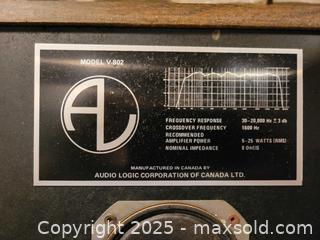 MODEL V-802
AL
FREQUENCY RESPONSE 30-20,000 Hz ± 3 db
CROSSOVER FREQUENCY 1600 Hz
RECOMMENDED
AMPLIFIER POWER 5-25 WATTS (RMS)
NOMINAL IMPEDANCE 8 OHMS
MANUFACTURED IN CANADA BY
AUDIO LOGIC CORPORATION OF CANADA LTD.
Copyright © 2025 - maxsold.com